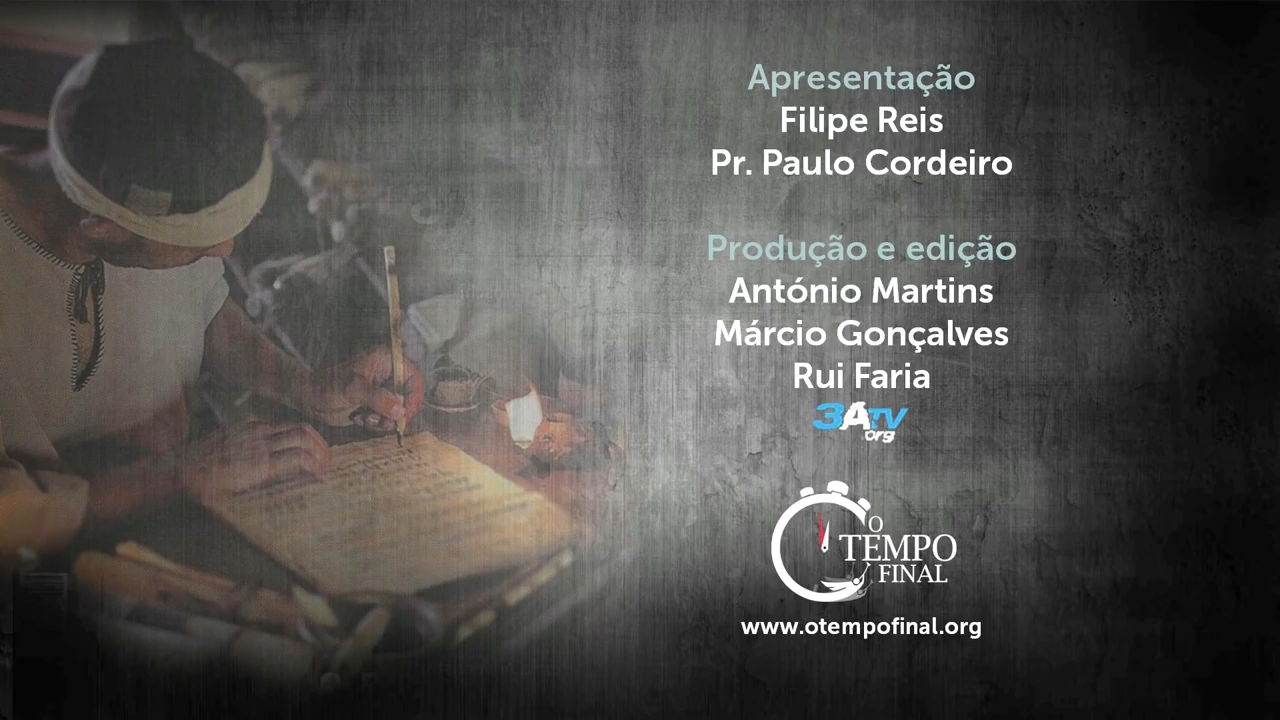 Apresentação
Filipe Reis
Pr. Paulo Cordeiro
Produção e edição
António Martins
Márcio Gonçalves
Rui Faria
3ATV
.org
O
TEMPO
FINAL
www.otempofinal.org